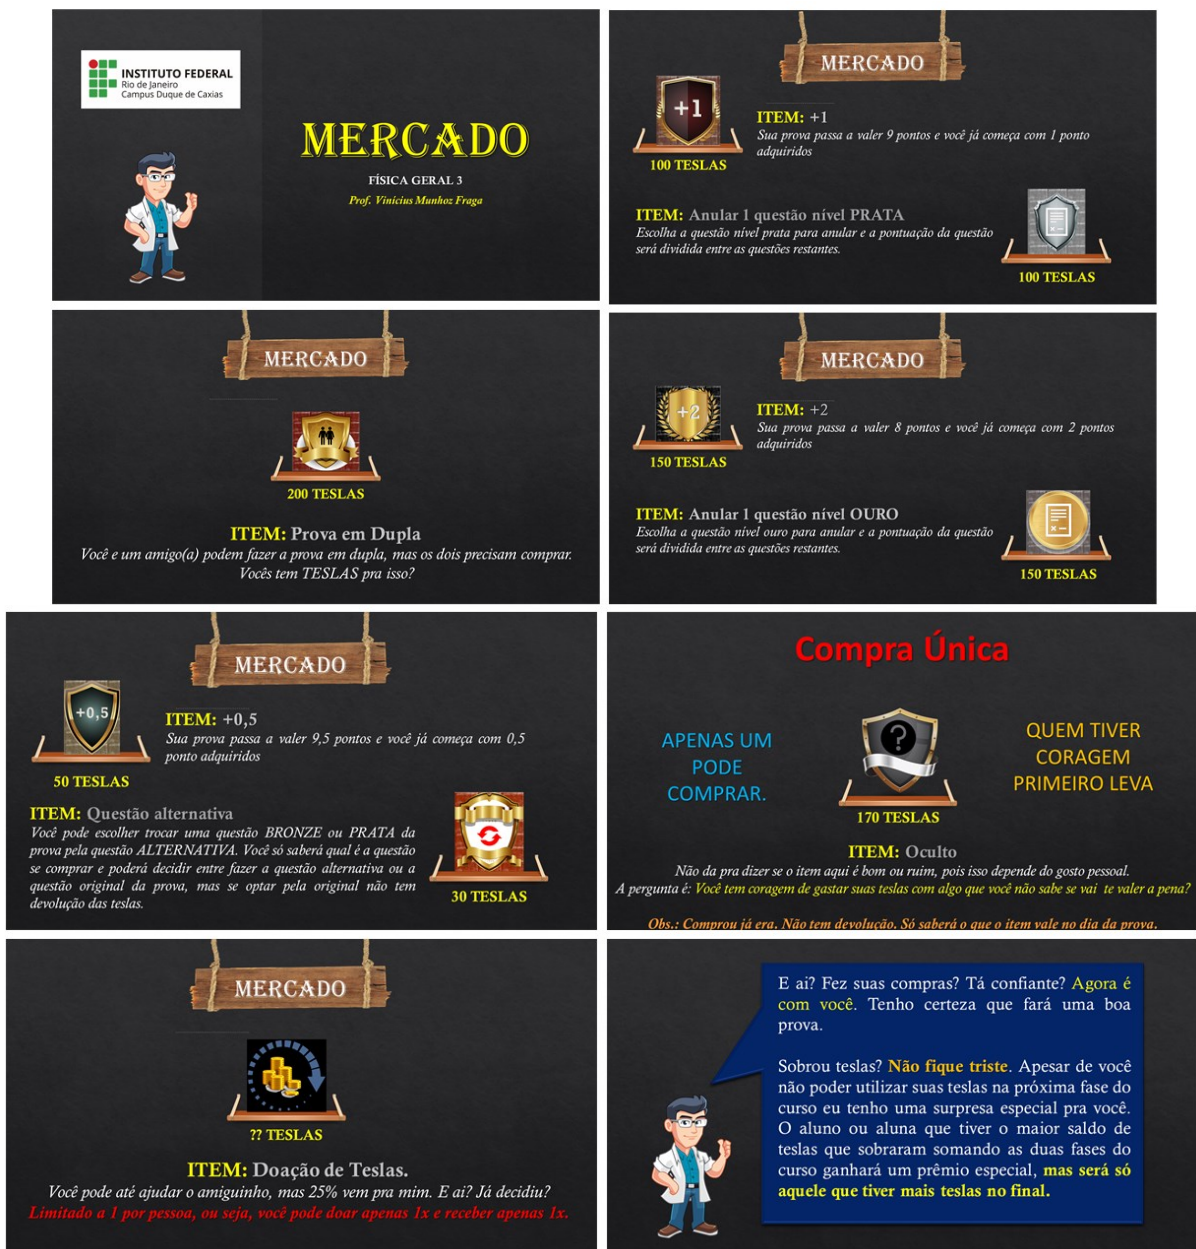 INSTITUTO FEDERAL
Rio de Janeiro
Campus Duque de Caxias
MERCADO
FÍSICA GERAL 3
Prof. Vinícius Munhoz Fraga
MERCADO
+1
100 TESLAS
ITEM: +1
Sua prova passa a valer 9 pontos e você já começa com 1 ponto
adquiridos
ITEM: Anular 1 questão nível PRATA
Escolha a questão nível prata para anular e a pontuação da questão
será dividida entre as questões restantes.
100 TESLAS
MERCADO
200 TESLAS
ITEM: Prova em Dupla
Você e um amigo(a) podem fazer a prova em dupla, mas os dois precisam comprar.
Vocês tem TESLAS pra isso?
MERCADO
+2
150 TESLAS
ITEM: +2
Sua prova passa a valer 8 pontos e você já começa com 2 pontos
adquiridos
ITEM: Anular 1 questão nível OURO
Escolha a questão nível ouro para anular e a pontuação da questão
será dividida entre as questões restantes.
150 TESLAS
MERCADO
+0,5
50 TESLAS
ITEM: +0,5
Sua prova passa a valer 9,5 pontos e você já começa com 0,5
ponto adquiridos
ITEM: Questão alternativa
Você pode escolher trocar uma questão BRONZE ou PRATA da
prova pela questão ALTERNATIVA. Você só saberá qual é a questão
se comprar e poderá decidir entre fazer a questão alternativa ou a
questão original da prova, mas se optar pela original não tem
devolução das teslas.
30 TESLAS
Compra Única
APENAS UM
PODE
COMPRAR.
?
170 TESLAS
QUEM TIVER
CORAGEM
PRIMEIRO LEVA
ITEM: Oculto
Não da pra dizer se o item aqui é bom ou ruim, pois isso depende do gosto pessoal.
A pergunta é: Você tem coragem de gastar suas teslas com algo que você não sabe se vai te valer a pena?
Obs.: Comprou já era. Não tem devolução. Só saberá o que o item vale no dia da prova.
MERCADO
?? TESLAS
ITEM: Doação de Teslas.
Você pode até ajudar o amiguinho, mas 25% vem pra mim. E ai? Já decidiu?
Limitado a 1 por pessoa, ou seja, você pode doar apenas 1x e receber apenas 1x.
E ai? Fez suas compras? Tá confiante? Agora é
com você. Tenho certeza que fará uma boa
prova.
Sobrou teslas? Não fique triste. Apesar de você
não poder utilizar suas teslas na próxima fase do
curso eu tenho uma surpresa especial pra você.
O aluno ou aluna que tiver o maior saldo de
teslas que sobraram somando as duas fases do
curso ganhará um prêmio especial, mas será só
aquele que tiver mais teslas no final.